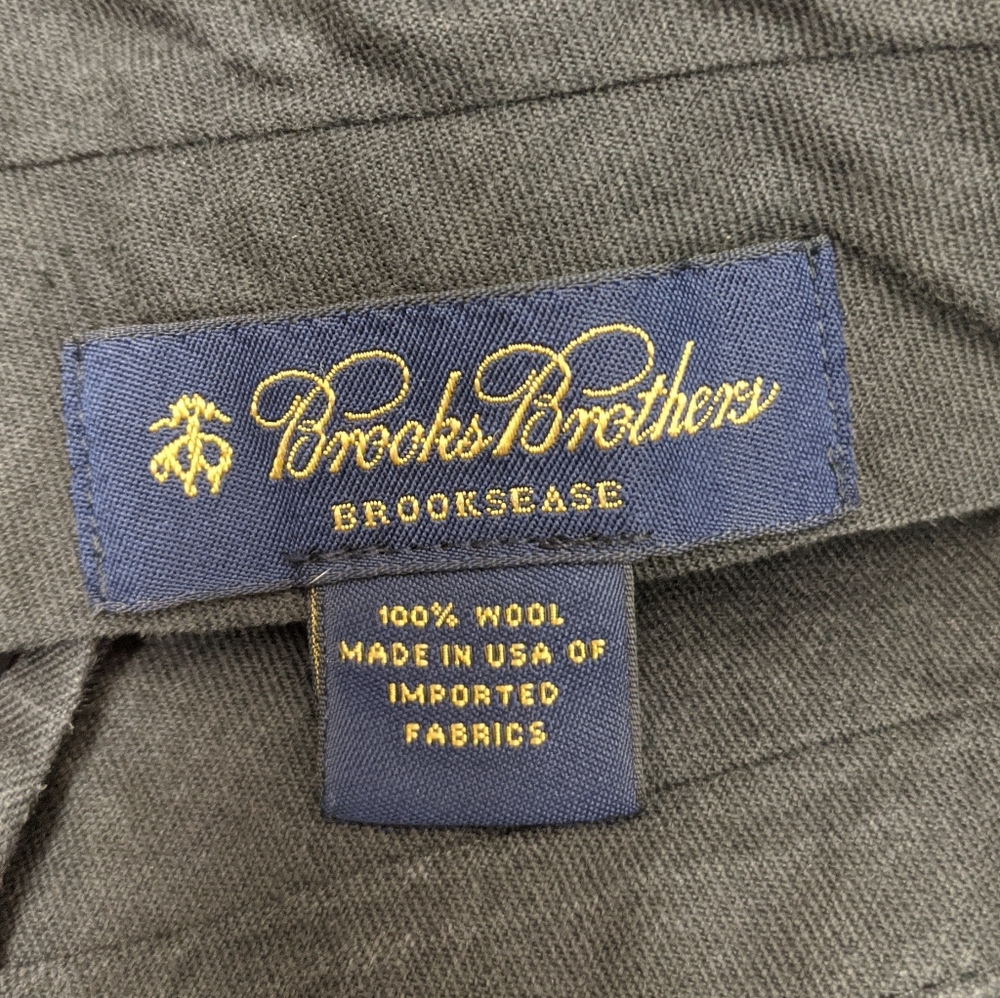 Brooks Brothers
BROOKSEASE
100% WOOL
MADE IN USA OF
IMPORTED
FABRICS